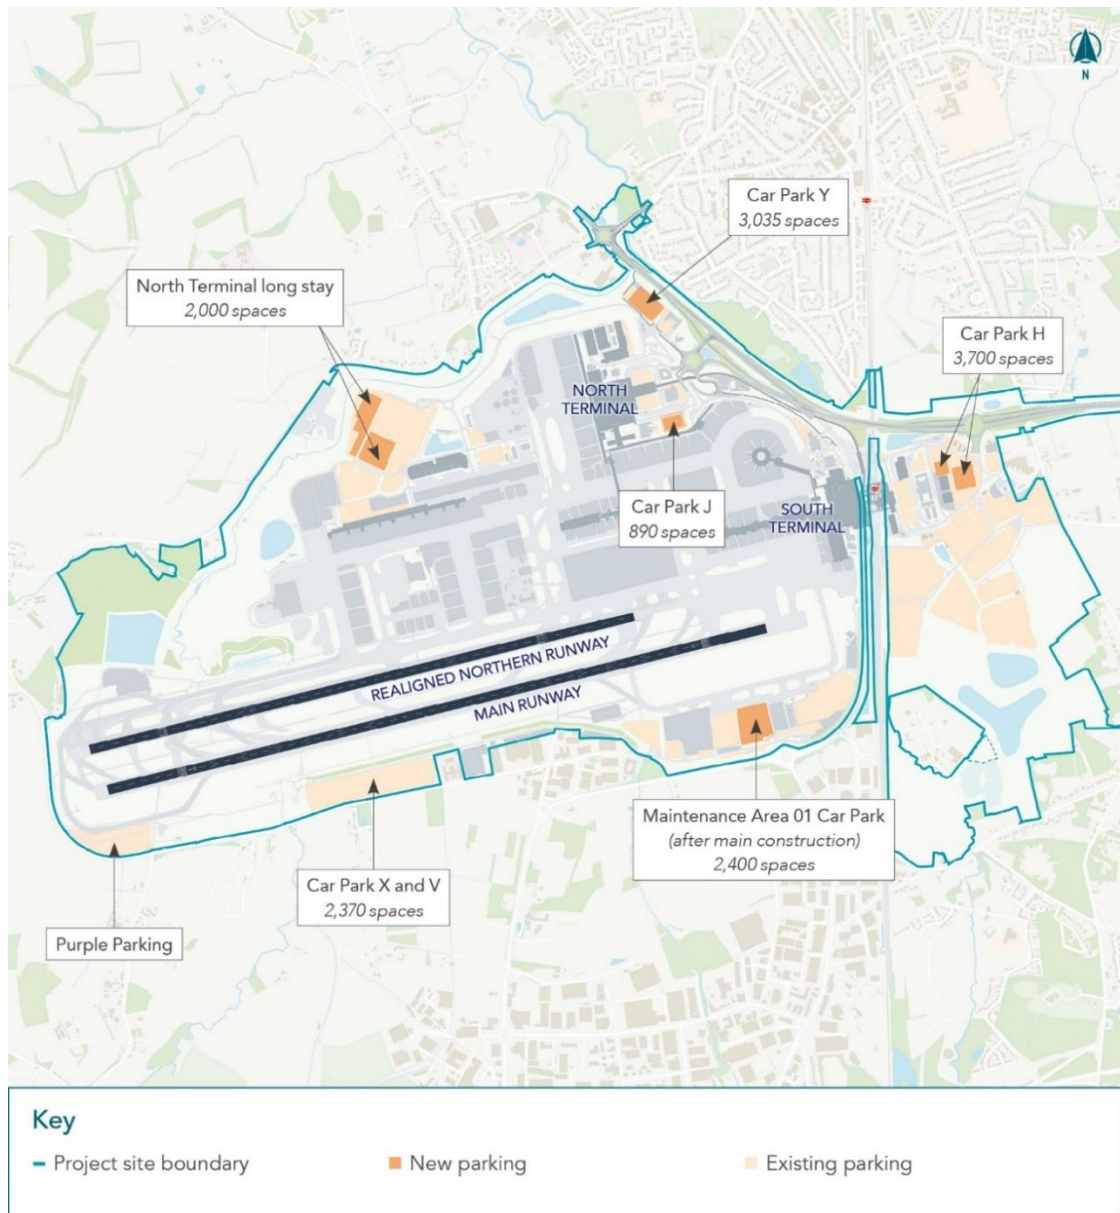 N
Car Park Y
3,035 spaces
North Terminal long stay
2,000 spaces
Car Park H
3,700 spaces
NORTH
TERMINAL
Car Park J
890 spaces
SOUTH
TERMINAL
REALIGNED NORTHERN RUNWAY
MAIN RUNWAY
Maintenance Area 01 Car Park
(after main construction)
2,400 spaces
Car Park X and V
2,370 spaces
Purple Parking
Key
Project site boundary
New parking
Existing parking